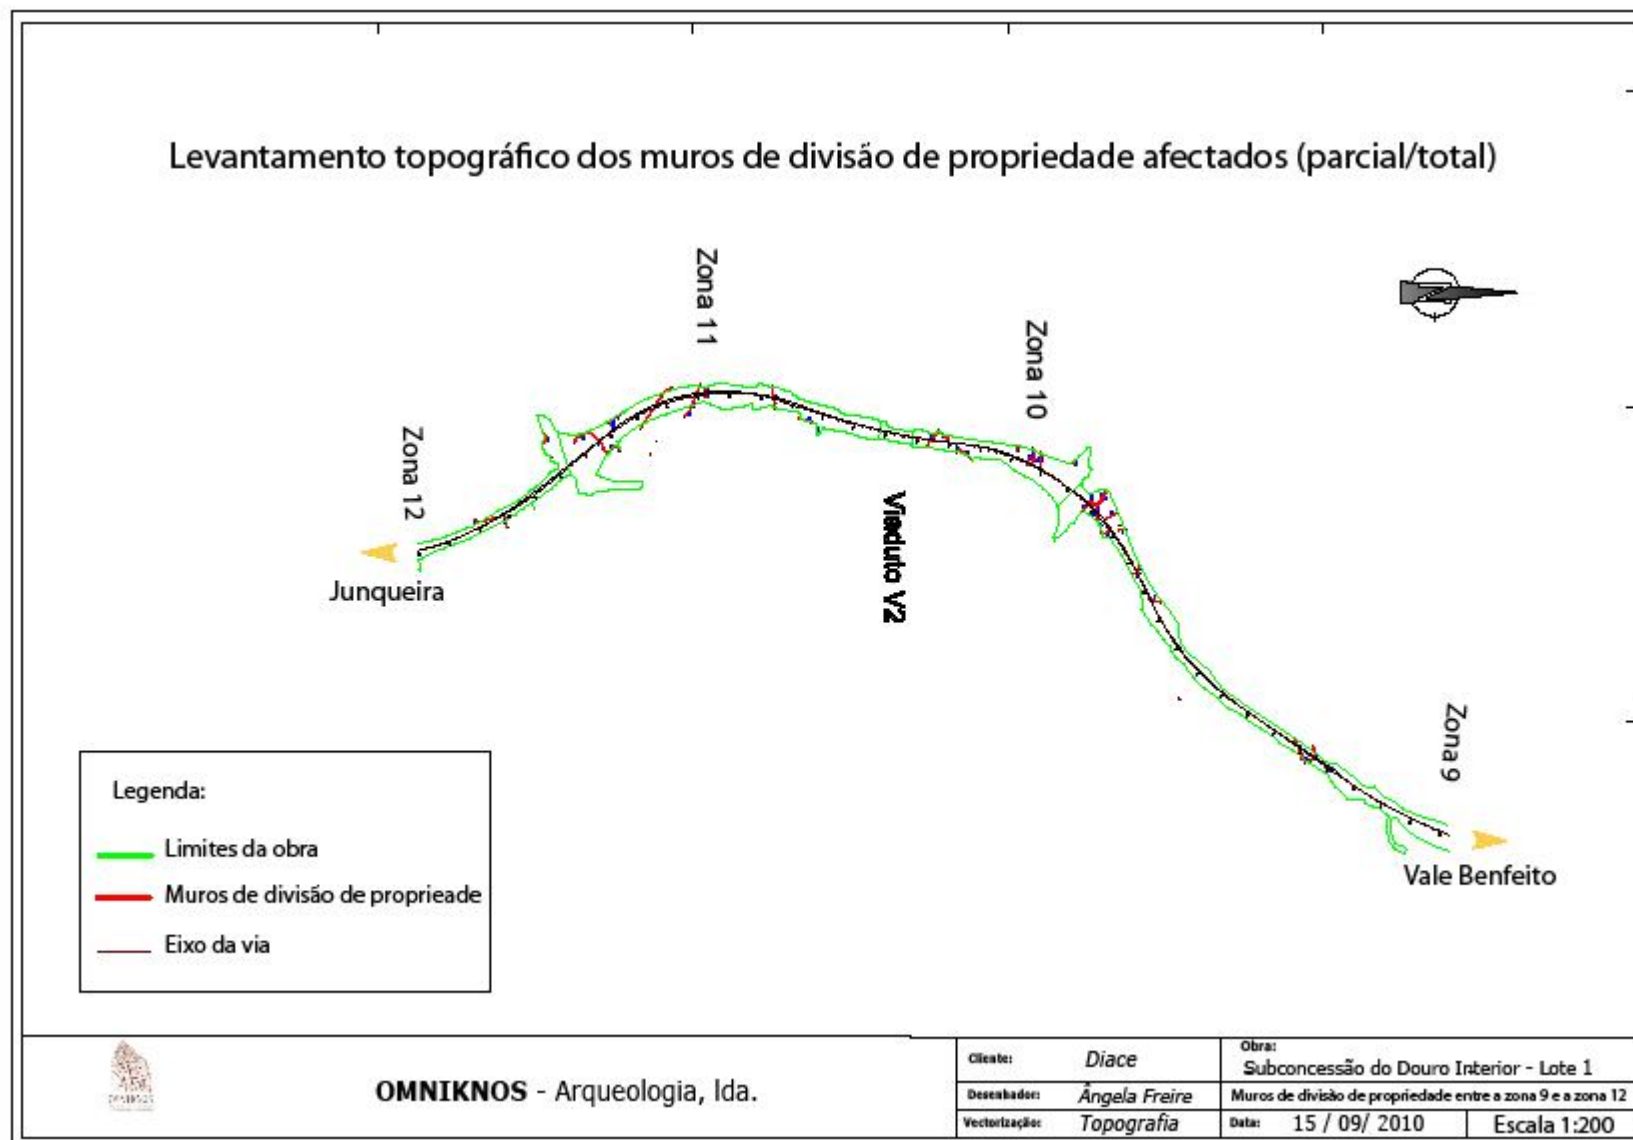 Levantamento topográfico dos muros de divisão de propriedade afectados (parcial/total)
Zona 11
Zona 10
Zona 12
Junqueira
Viaduto V2
Zona 9
Vale Benfeito
Legenda:
Limites da obra
Muros de divisão de proprieade
Eixo da via
OMNIKNOS
OMNIKNOS - Arqueologia, lda.
Cliente: Diace
Desenhador: Ângela Freire
Vectorização: Topografia
Obra:
Subconcessão do Douro Interior - Lote 1
Muros de divisão de propriedade entre a zona 9 e a zona 12
Data: 15 / 09/ 2010
Escala 1:200